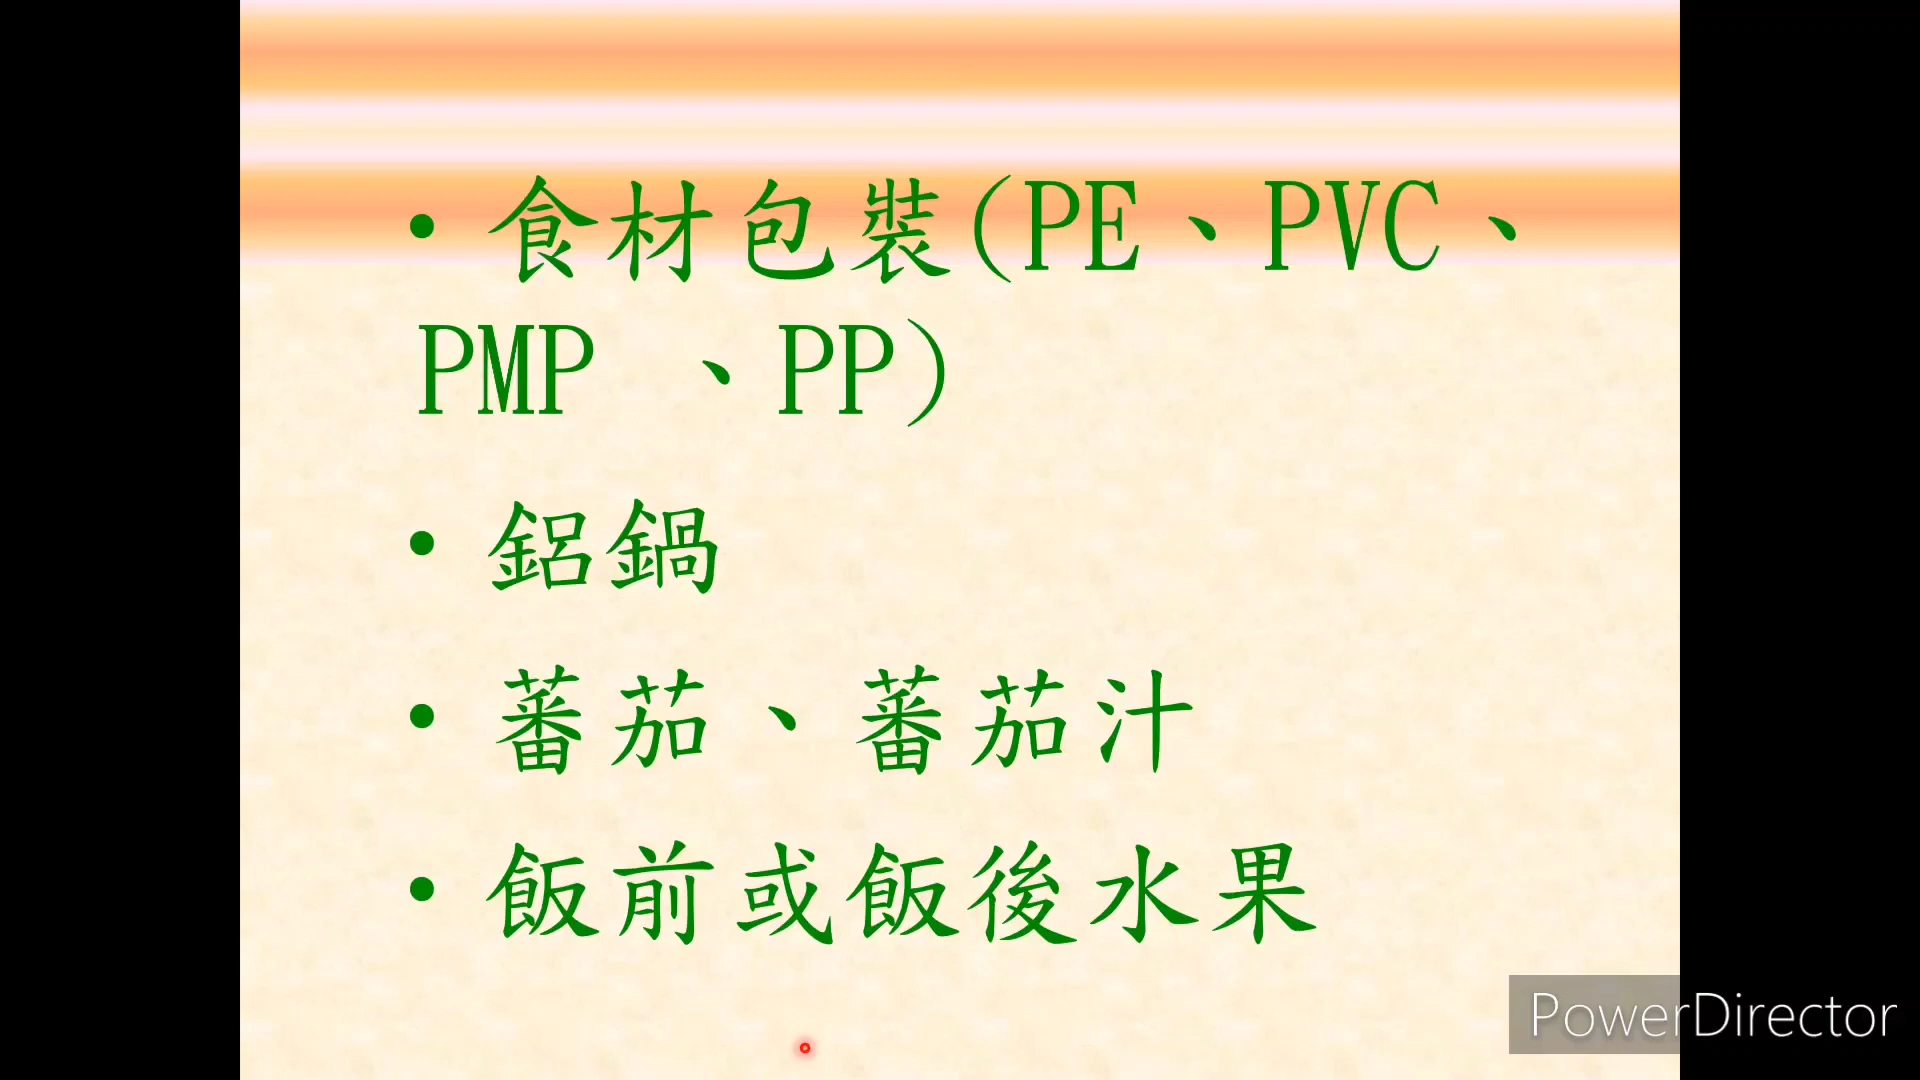 • 食材包裝(PE、PVC、
PMP 、PP)
• 鋁鍋
• 蕃茄、蕃茄汁
• 飯前或飯後水果
PowerDirector